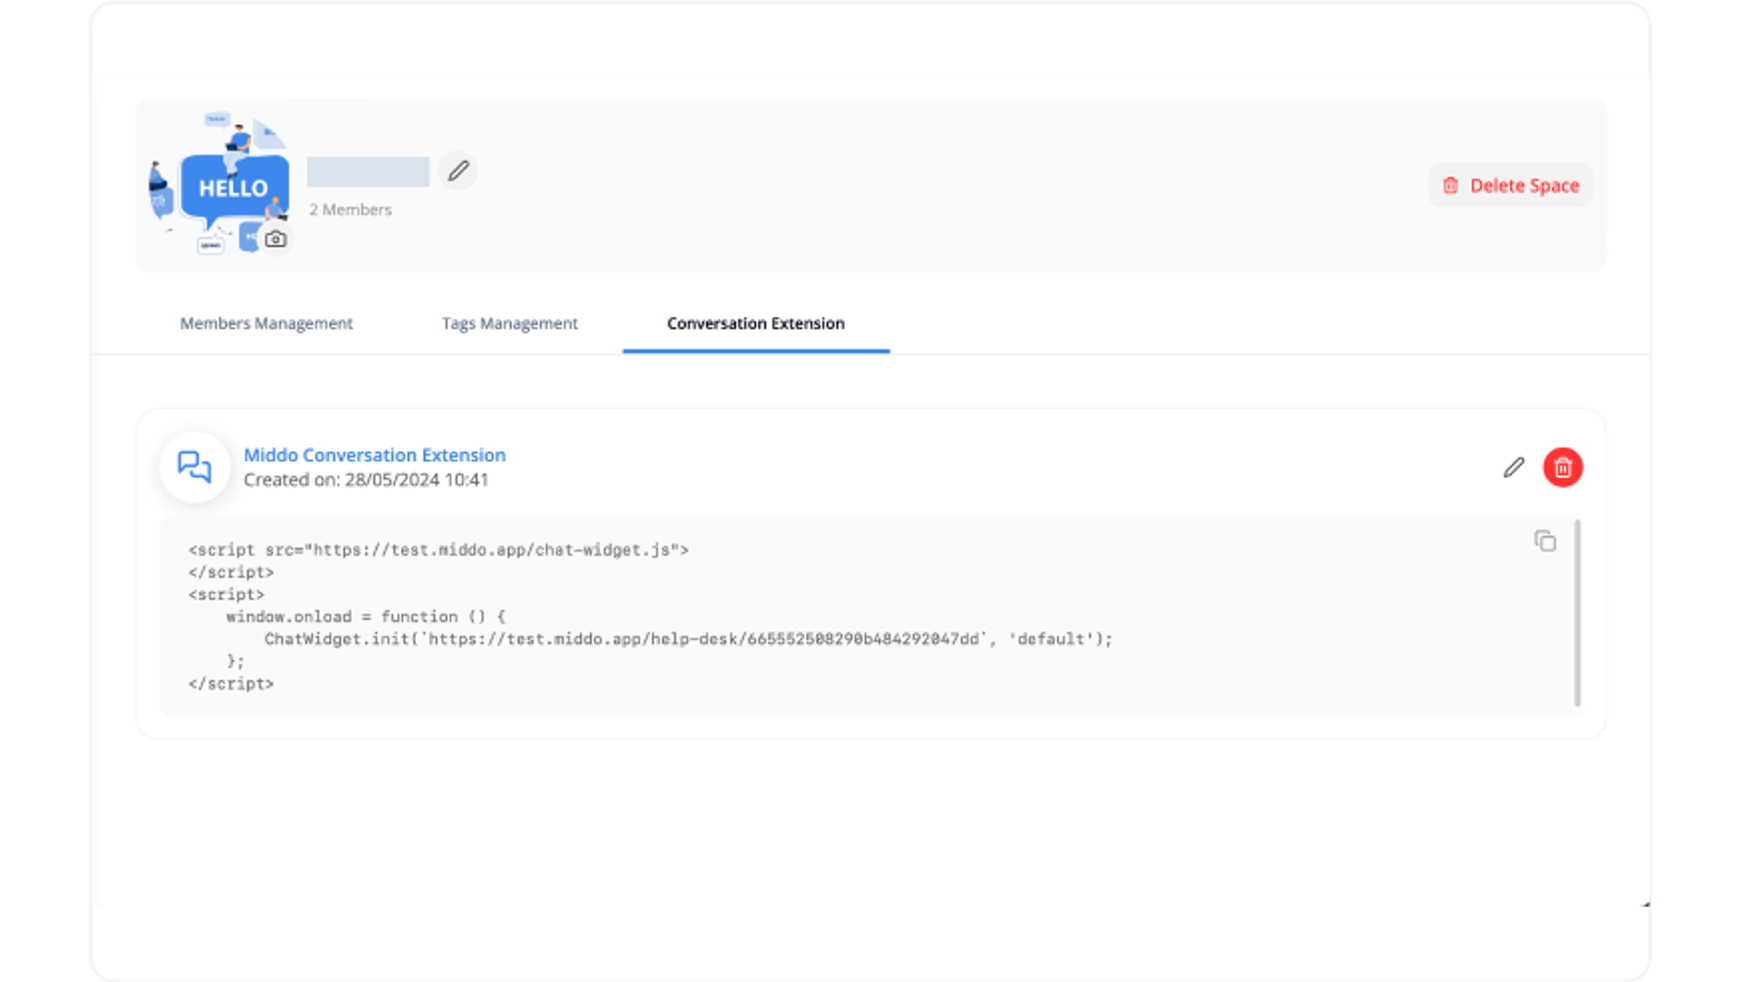 HELLO
2 Members
Delete Space
Members Management
Tags Management
Conversation Extension
Middo Conversation Extension
Created on: 28/05/2024 10:41
<script src="https://test.middo.app/chat-widget.js">
</script>
<script>
    window.onload = function () {
        ChatWidget.init(`https://test.middo.app/help-desk/665552508290b484292047dd`, 'default');
    };
</script>